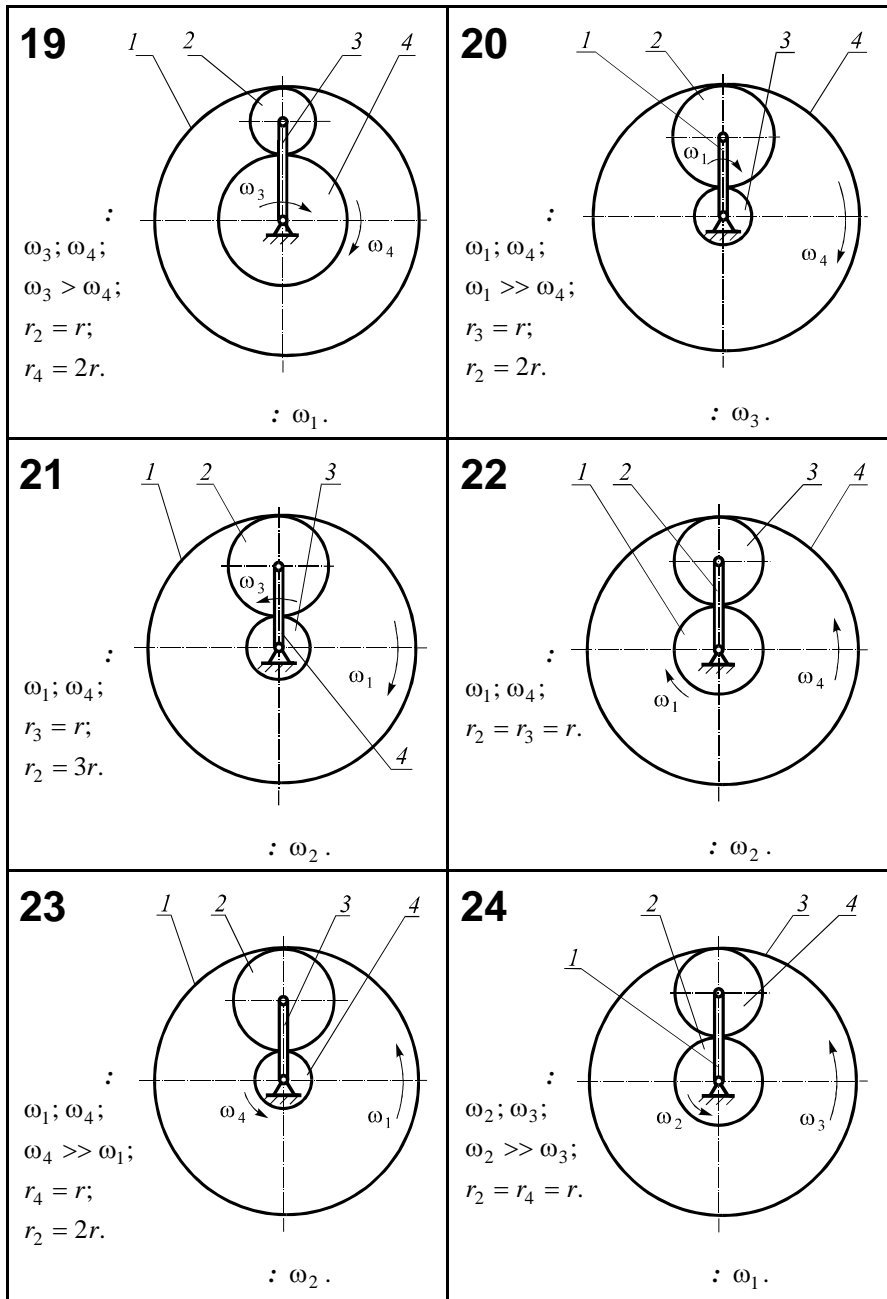 19
1 2 3 4
ω3
ω4
:
ω3; ω4;
ω3 > ω4;
r2 = r;
r4 = 2r.
: ω1.
20
1 2 3 4
ω1
ω4
:
ω1; ω4;
ω1 >> ω4;
r3 = r;
r2 = 2r.
: ω3.
21
1 2 3
ω3
ω1
4
:
ω1; ω4;
r3 = r;
r2 = 3r.
: ω2.
22
1 2 3 4
ω1
ω4
:
ω1; ω4;
r2 = r3 = r.
: ω2.
23
1 2 3 4
ω4
ω1
:
ω1; ω4;
ω4 >> ω1;
r4 = r;
r2 = 2r.
: ω2.
24
1 2 3 4
ω2
ω3
:
ω2; ω3;
ω2 >> ω3;
r2 = r4 = r.
: ω1.